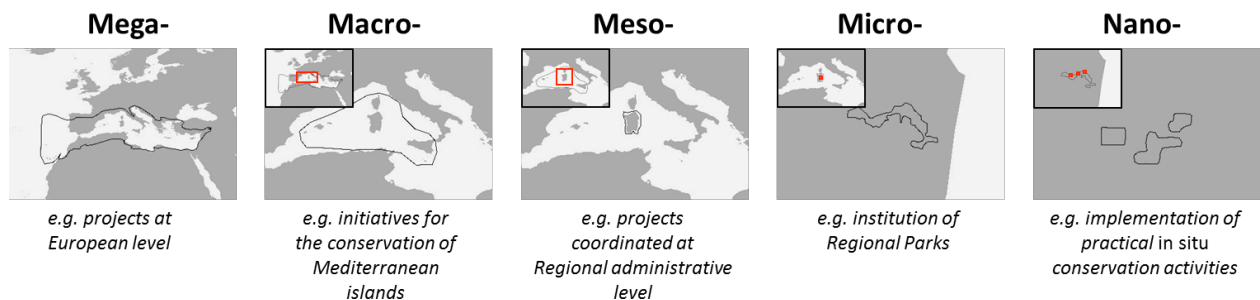 Mega-
Macro-
Meso-
Micro-
Nano-
e.g. projects at
European level
e.g. initiatives for
the conservation of
Mediterranean
islands
e.g. projects
coordinated at
Regional administrative
level
e.g. institution of
Regional Parks
e.g. implementation of
practical in situ
conservation activities